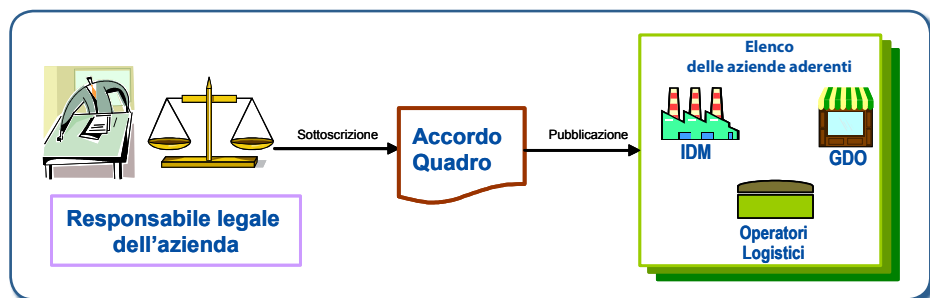 Responsabile legale
dell'azienda
Sottoscrizione
Accordo
Quadro
Pubblicazione
Elenco
delle aziende aderenti
IDM
GDO
Operatori
Logistici